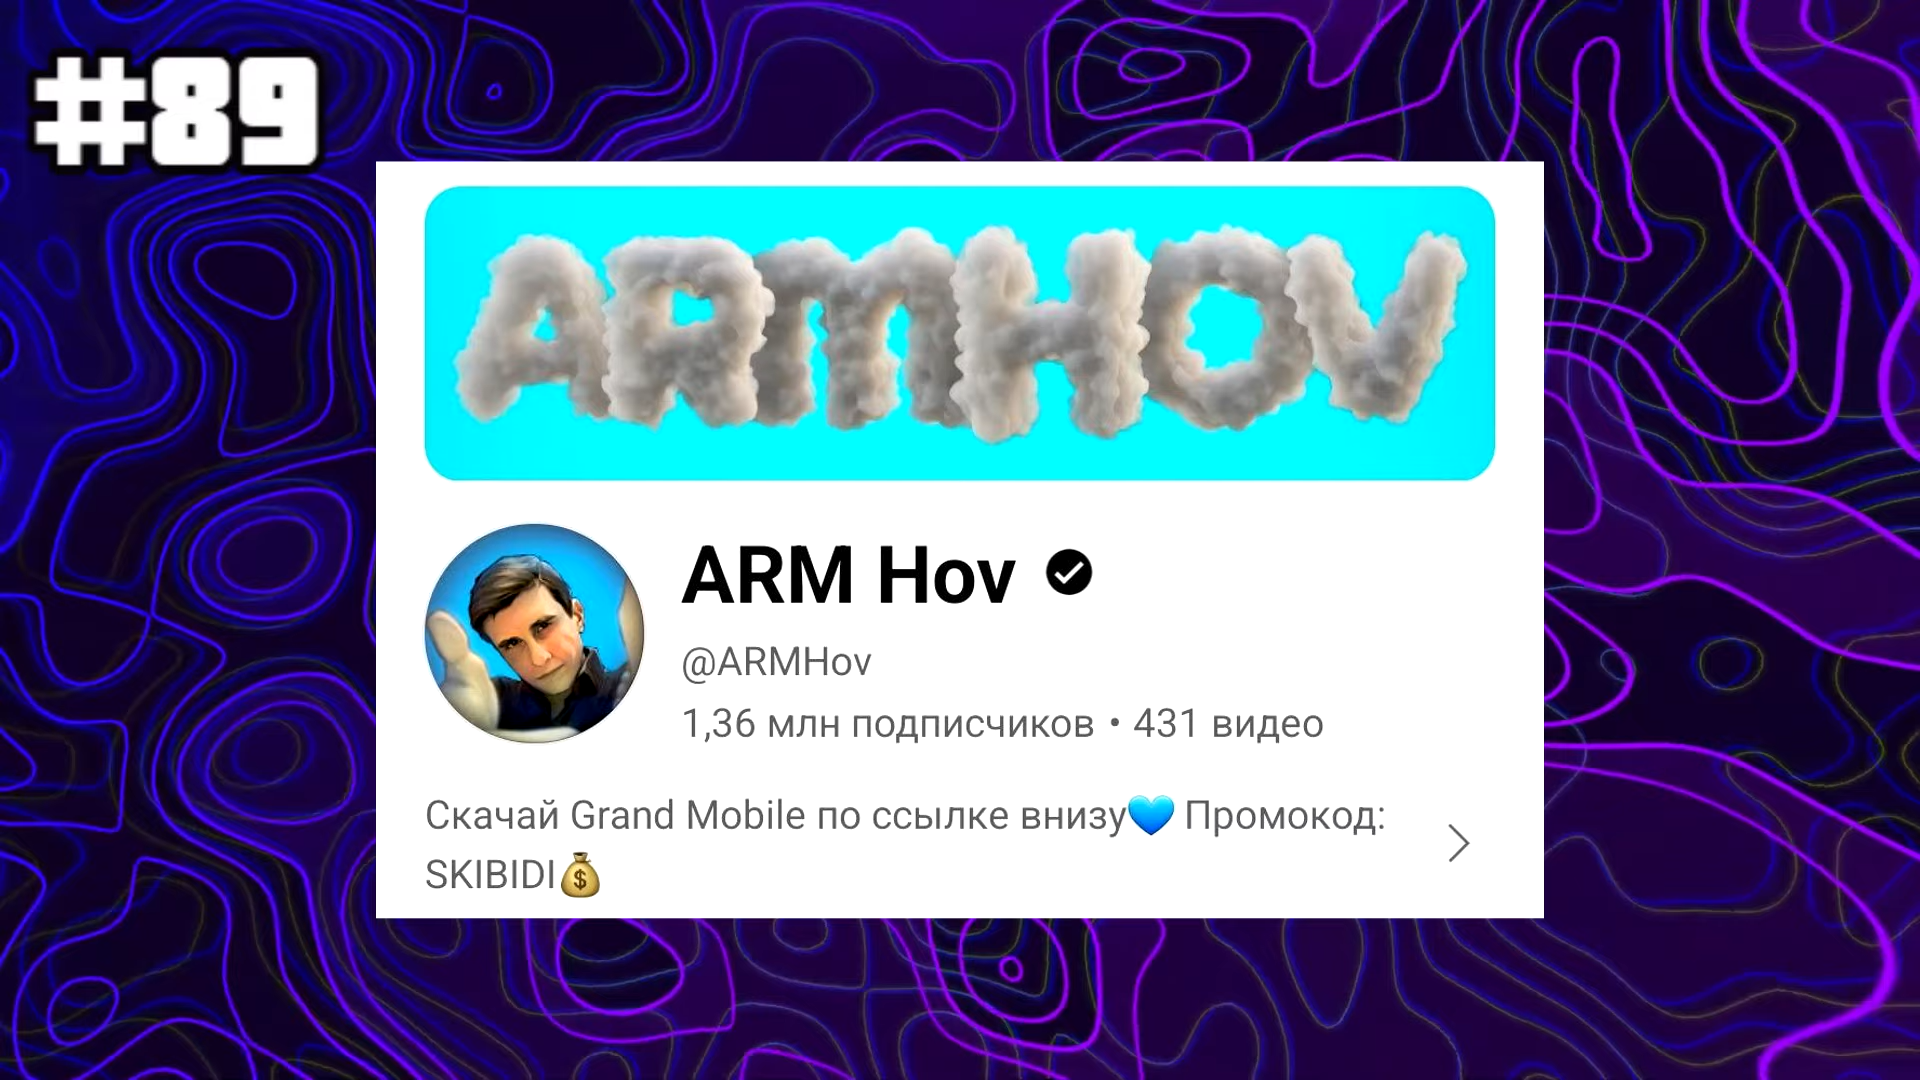 #89
ARMHOV
ARM Hov
@ARMHov
1,36 млн подписчиков • 431 видео
Скачай Grand Mobile по ссылке внизу💙 Промокод:
SKIBIDI💰